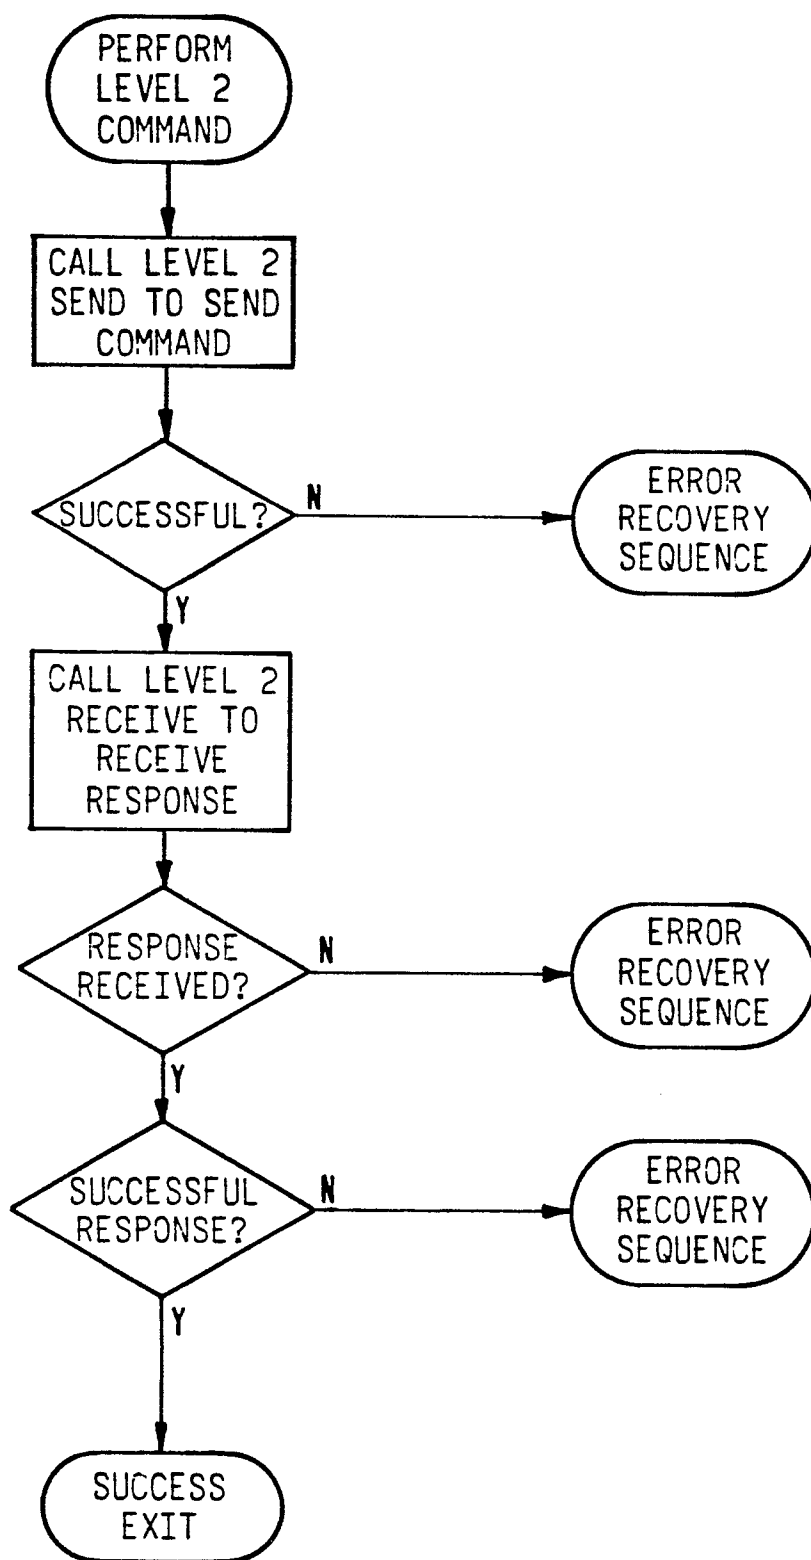 PERFORM
LEVEL 2
COMMAND
CALL LEVEL 2
SEND TO SEND
COMMAND
SUCCESSFUL?
N
ERROR
RECOVERY
SEQUENCE
Y
CALL LEVEL 2
RECEIVE TO
RECEIVE
RESPONSE
RESPONSE
RECEIVED?
N
ERROR
RECOVERY
SEQUENCE
Y
SUCCESSFUL
RESPONSE?
N
ERROR
RECOVERY
SEQUENCE
Y
SUCCESS
EXIT